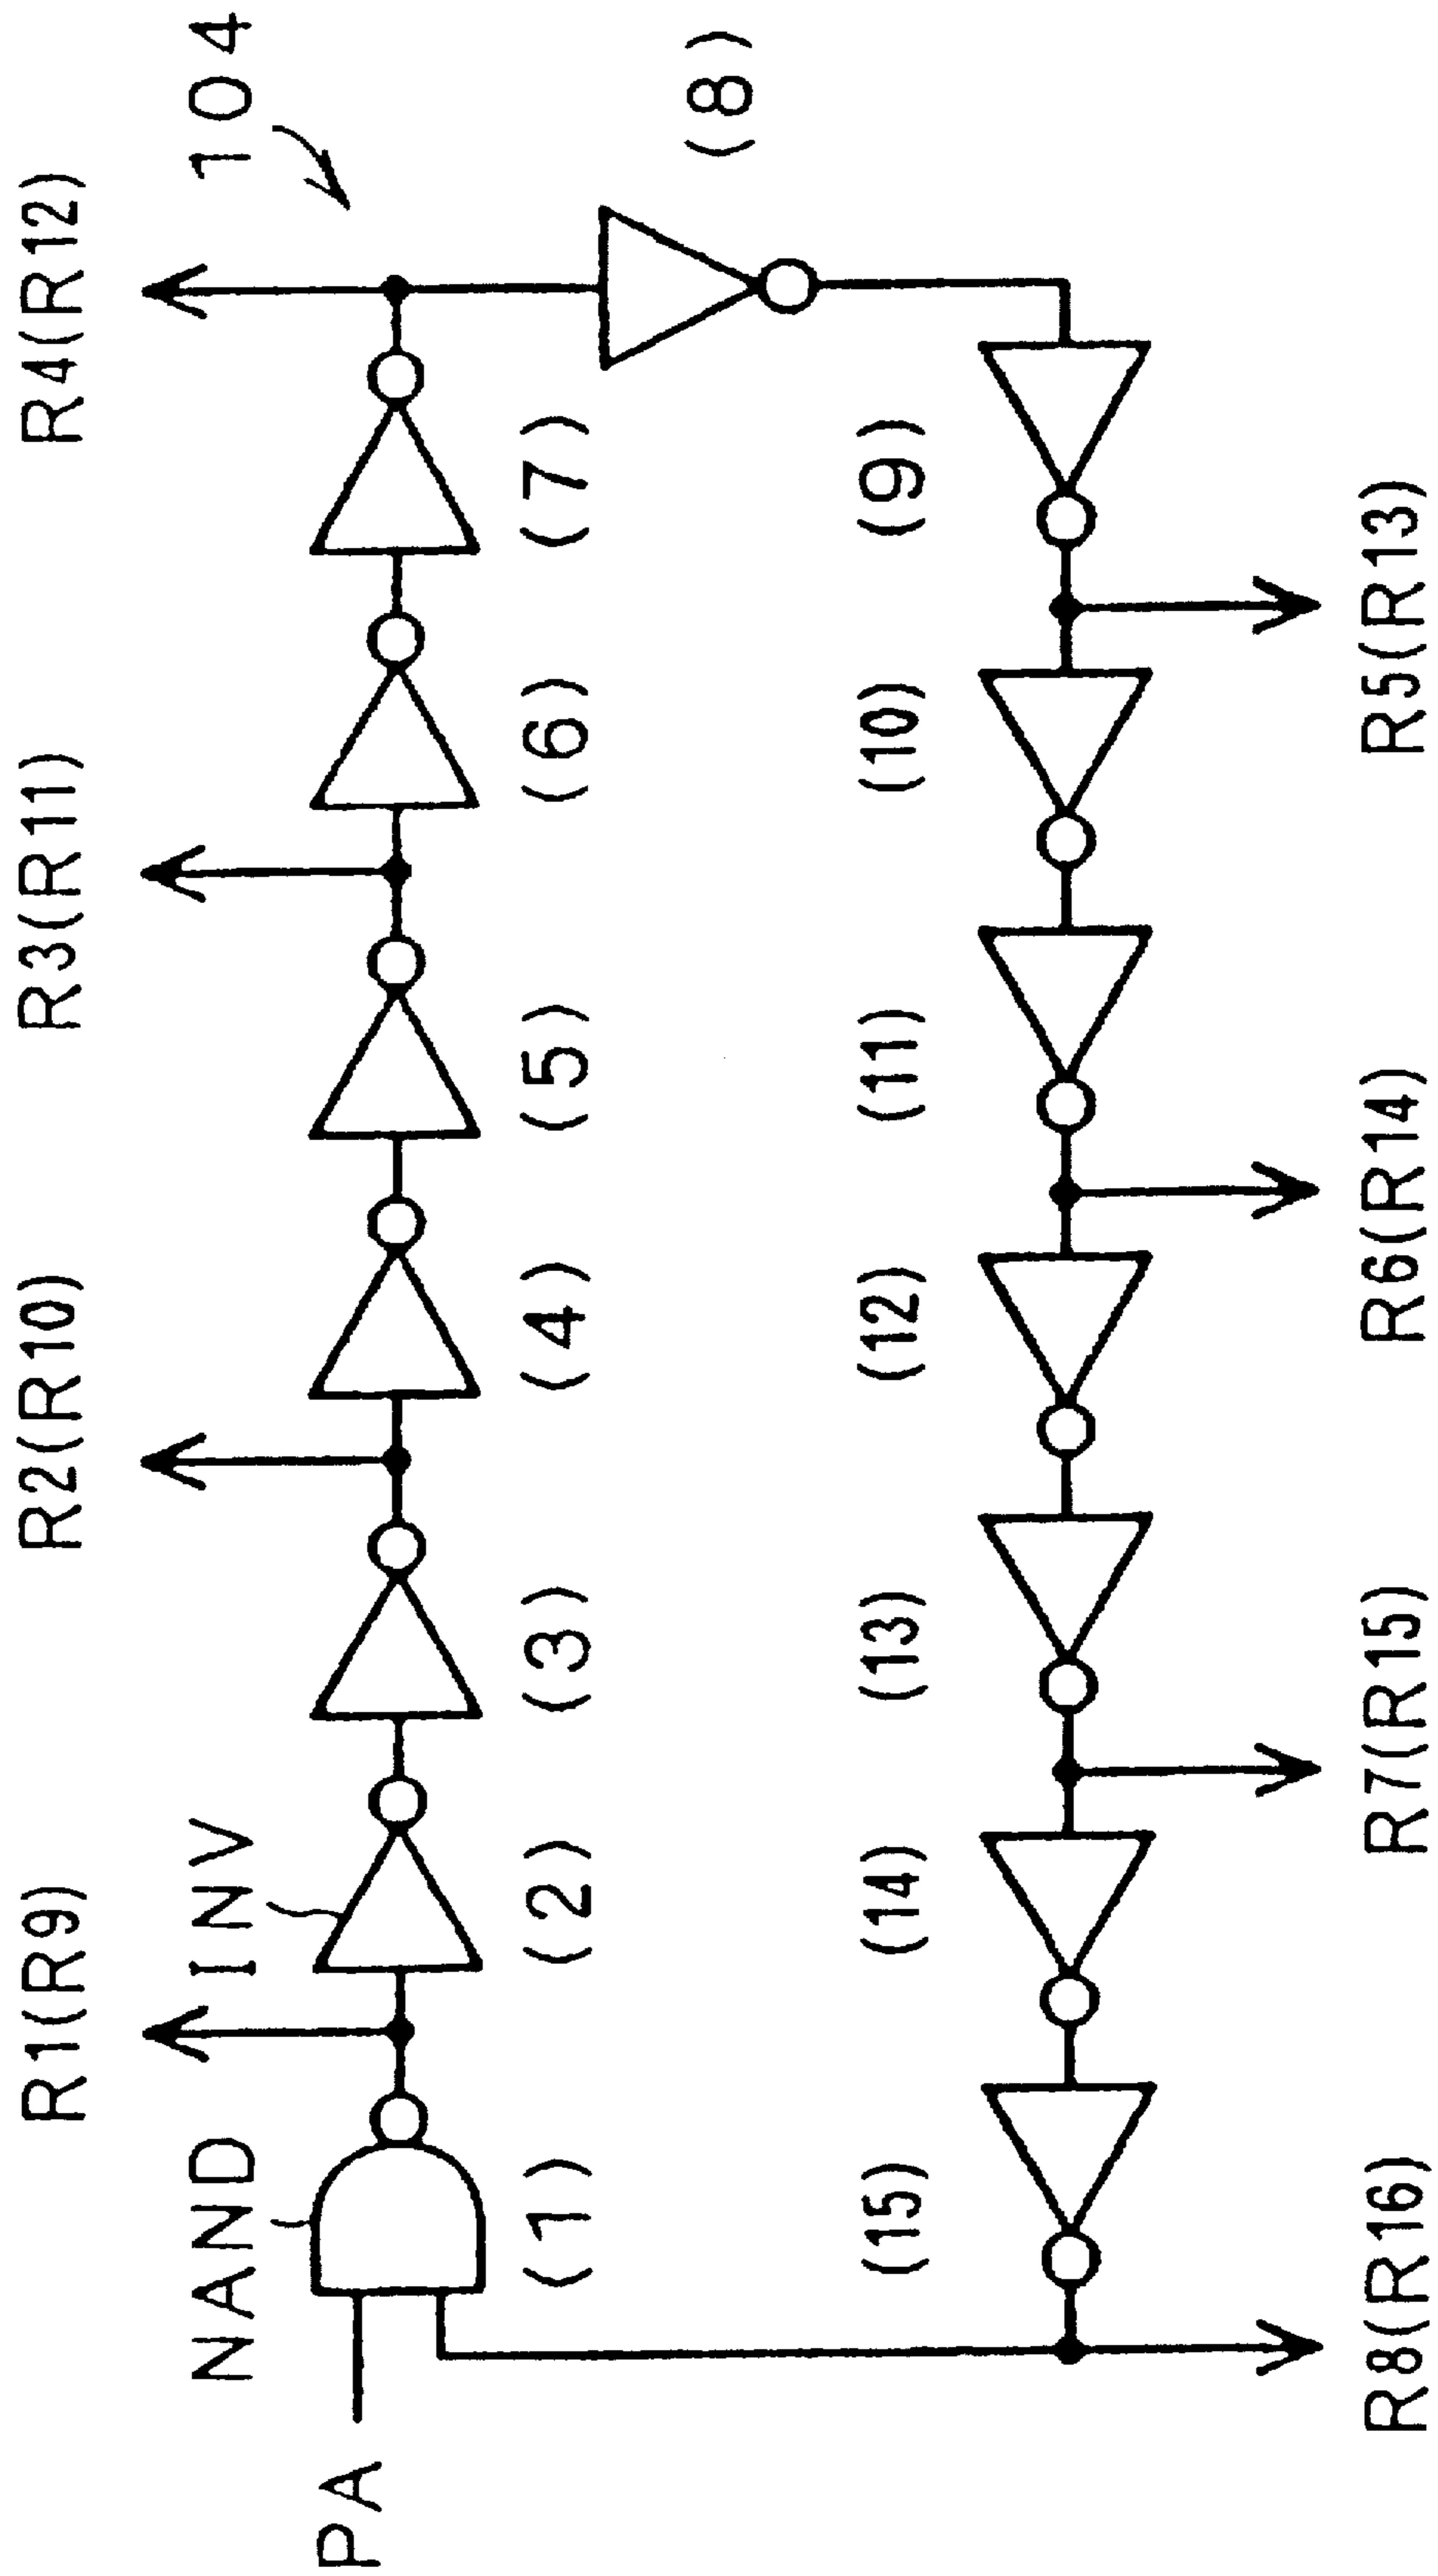 R1(R9) R2(R10) R3(R11) R4(R12)
NAND INV 104
PA
(1) (2) (3) (4) (5) (6) (7) (8)
(15) (14) (13) (12) (11) (10) (9)
R8(R16) R7(R15) R6(R14) R5(R13)